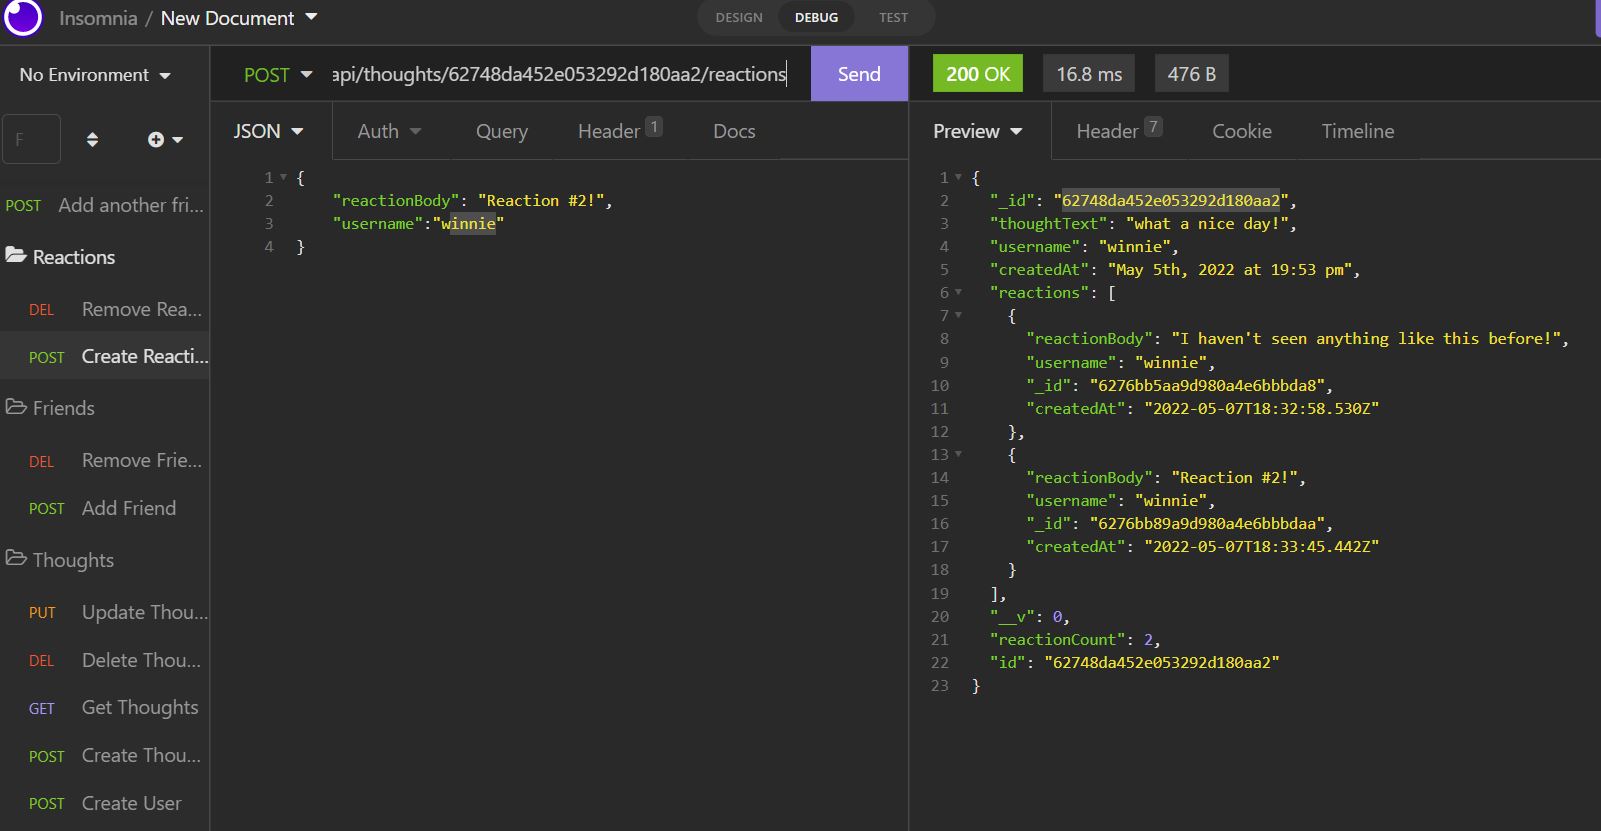 Insomnia / New Document
DESIGN DEBUG TEST
No Environment
POST api/thoughts/62748da452e053292d180aa2/reactions Send
200 OK 16.8 ms 476 B
F
JSON Auth Query Header 1 Docs
Preview Header 7 Cookie Timeline
POST Add another fri...
Reactions
DEL Remove Rea...
POST Create Reacti...
Friends
DEL Remove Frie...
POST Add Friend
Thoughts
PUT Update Thou...
DEL Delete Thou...
GET Get Thoughts
POST Create Thou...
POST Create User
1 {
2 "reactionBody": "Reaction #2!",
3 "username":"winnie"
4 }
1 {
2 "_id": "62748da452e053292d180aa2",
3 "thoughtText": "what a nice day!",
4 "username": "winnie",
5 "createdAt": "May 5th, 2022 at 19:53 pm",
6 "reactions": [
7 {
8 "reactionBody": "I haven't seen anything like this before!",
9 "username": "winnie",
10 "_id": "6276bb5aa9d980a4e6bbbda8",
11 "createdAt": "2022-05-07T18:32:58.530Z"
12 },
13 {
14 "reactionBody": "Reaction #2!",
15 "username": "winnie",
16 "_id": "6276bb89a9d980a4e6bbbdaa",
17 "createdAt": "2022-05-07T18:33:45.442Z"
18 }
19 ],
20 "__v": 0,
21 "reactionCount": 2,
22 "id": "62748da452e053292d180aa2"
23 }